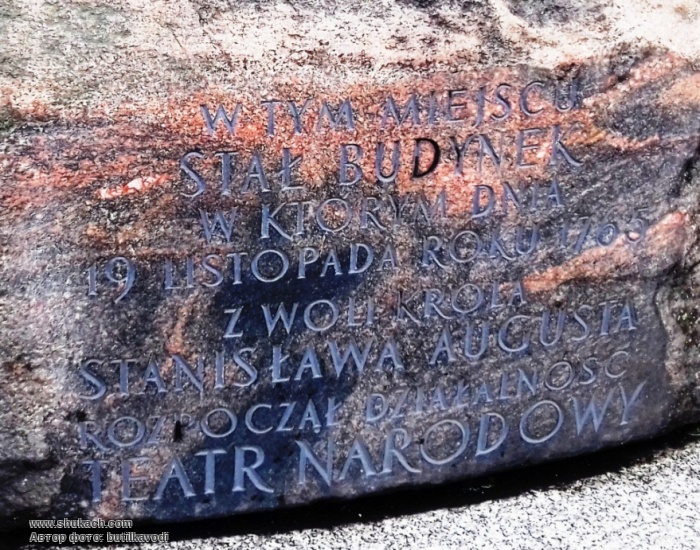 W TYM MIEJSCU
STAŁ BUDYNEK
W KTÓRYM DNIA
19 LISTOPADA ROKU 1765
Z WOLI KRÓLA
STANISŁAWA AUGUSTA
ROZPOCZĄŁ DZIAŁALNOŚĆ
TEATR NARODOWY
www.shukach.com
Автор фото: butilkavodi